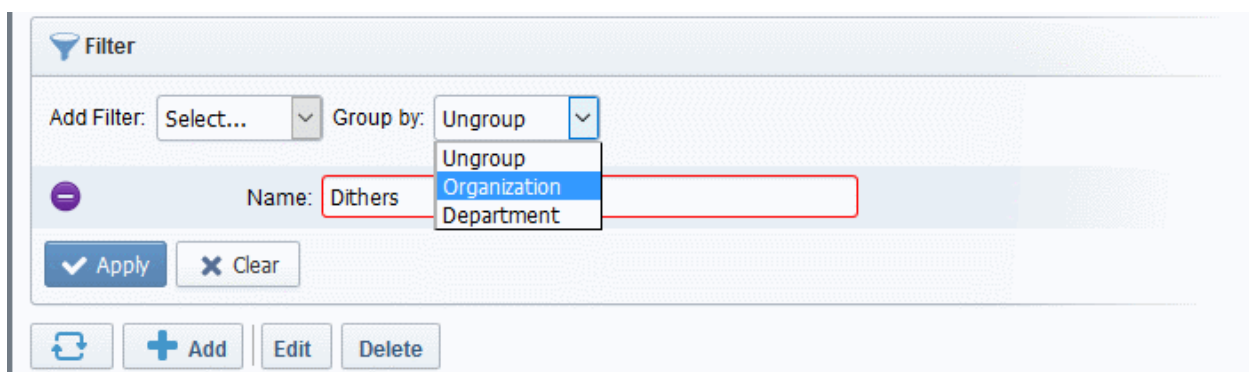 Filter
Add Filter: Select... Group by: Ungroup
Ungroup
Organization
Name: Dithers
Department
Apply Clear
Add Edit Delete